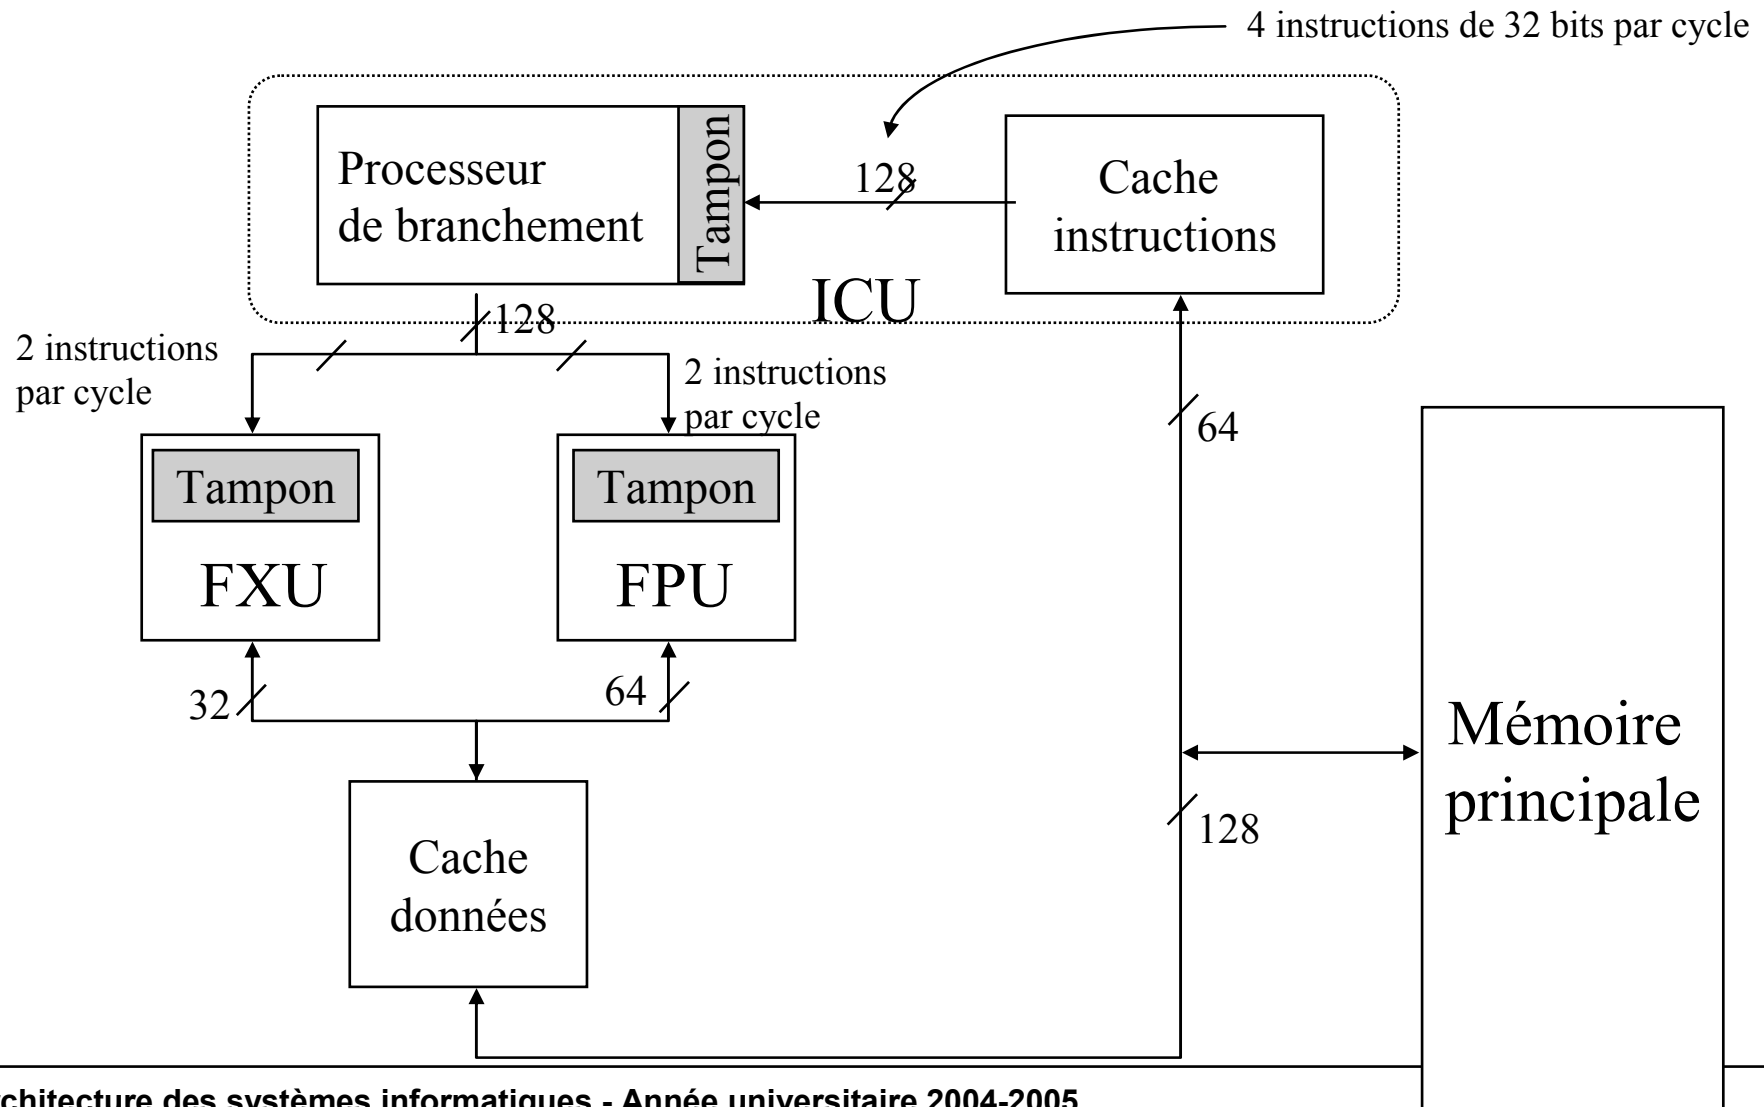 4 instructions de 32 bits par cycle
Processeur
de branchement
Tampon
128
Cache
instructions
ICU
128
2 instructions
par cycle
2 instructions
par cycle
64
Tampon
FXU
Tampon
FPU
32
64
Mémoire
principale
128
Cache
données
rchitecture des systèmes informatiques - Année universitaire 2004-2005